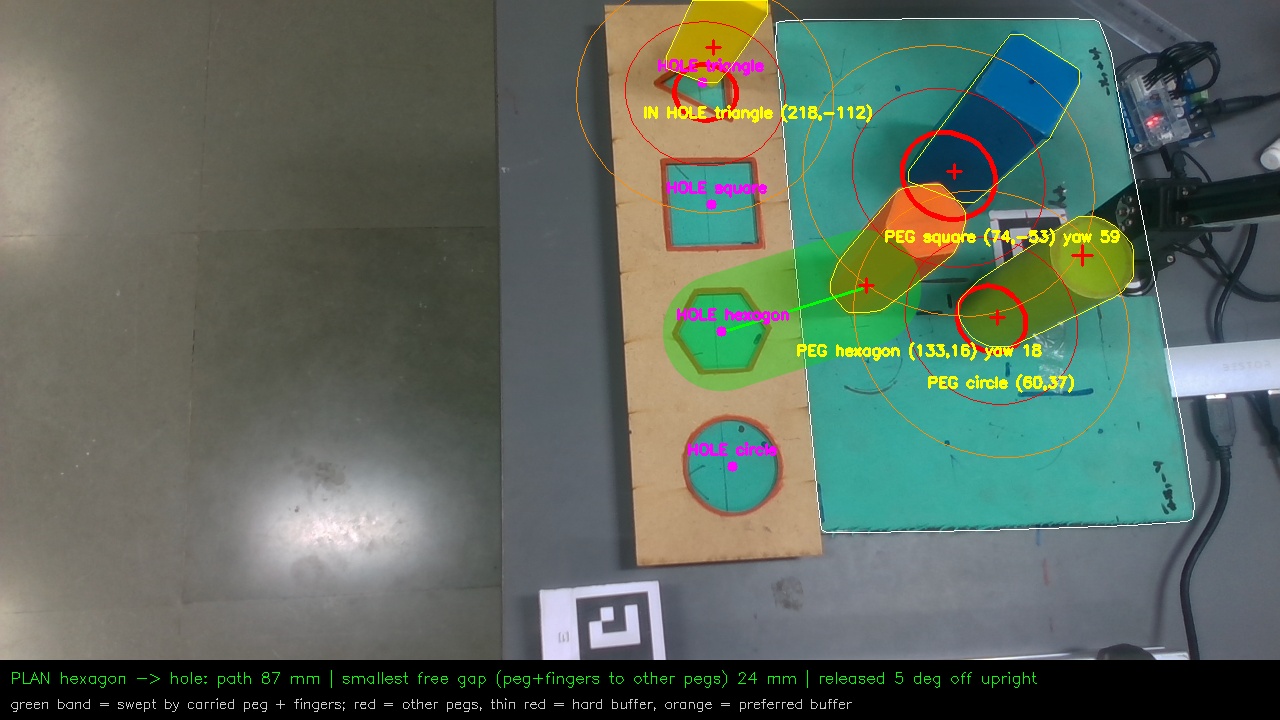 HOLE triangle
IN HOLE triangle (218,-112)
HOLE square
PEG square (74,-53) yaw 59
HOLE hexagon
PEG hexagon (133,16) yaw 18
PEG circle (60,37)
HOLE circle
PLAN hexagon -> hole: path 87 mm | smallest free gap (peg+fingers to other pegs) 24 mm | released 5 deg off upright
green band = swept by carried peg + fingers; red = other pegs, thin red = hard buffer, orange = preferred buffer